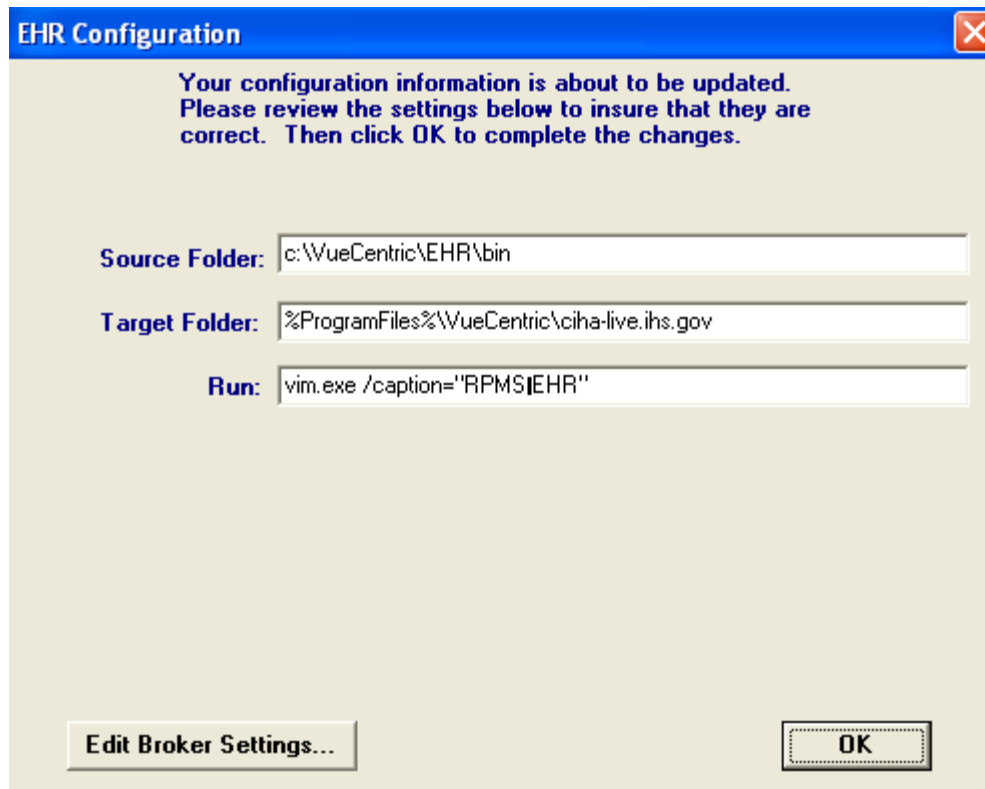 EHR Configuration
Your configuration information is about to be updated.
Please review the settings below to insure that they are
correct. Then click OK to complete the changes.
Source Folder: c:\VueCentric\EHR\bin
Target Folder: %ProgramFiles%\VueCentric\ciha-live.ihs.gov
Run: vim.exe /caption="RPMS|EHR"
Edit Broker Settings... OK